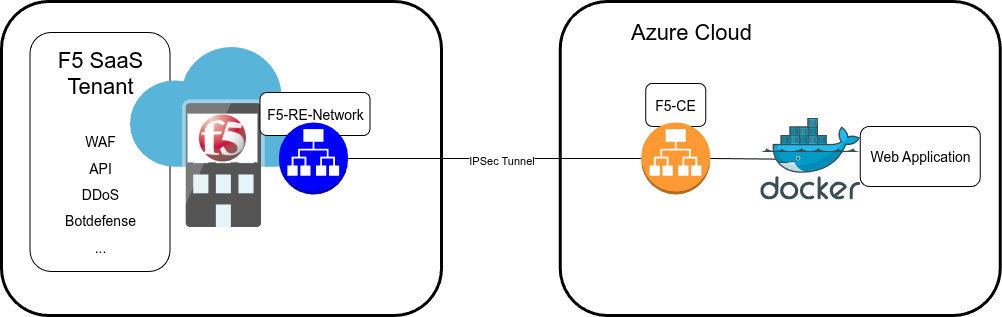 F5 SaaS
Tenant
WAF
API
DDoS
Botdefense
...
f5
F5-RE-Network
IPSec Tunnel
Azure Cloud
F5-CE
docker
Web Application